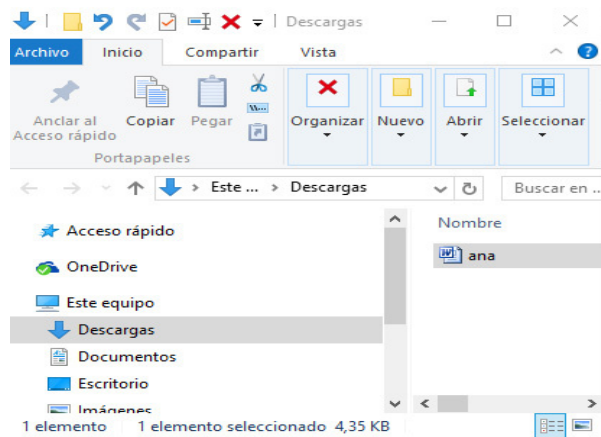 Descargas
Archivo Inicio Compartir Vista
Anclar al Acceso rápido Copiar Pegar W... Organizar Nuevo Abrir Seleccionar
Portapapeles
Este ... > Descargas Buscar en ..
Acceso rápido
OneDrive
Este equipo
Descargas
Documentos
Escritorio
Imágenes
Nombre
ana
1 elemento 1 elemento seleccionado 4,35 KB